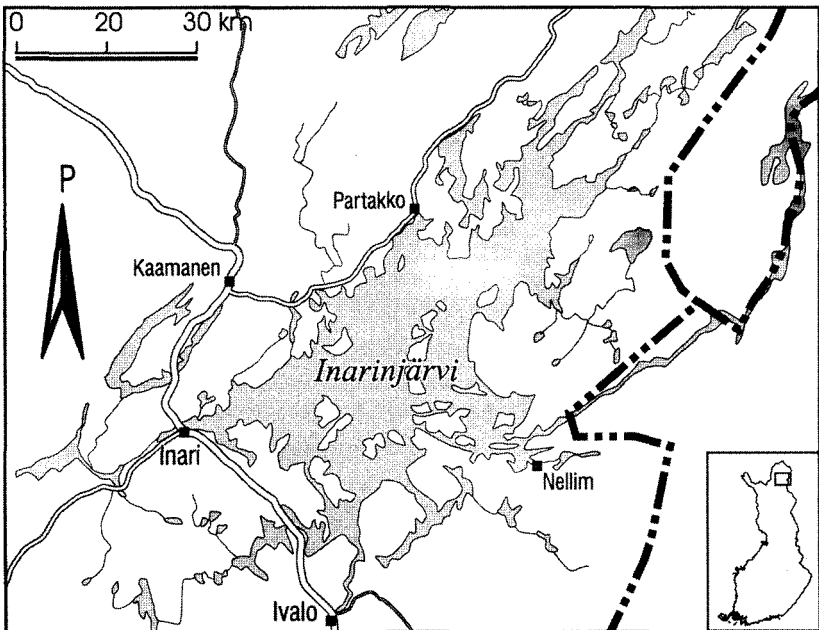 0 20 30 km
P
Partakko
Kaamanen
Inarinjärvi
Inari
Nellim
Ivalo